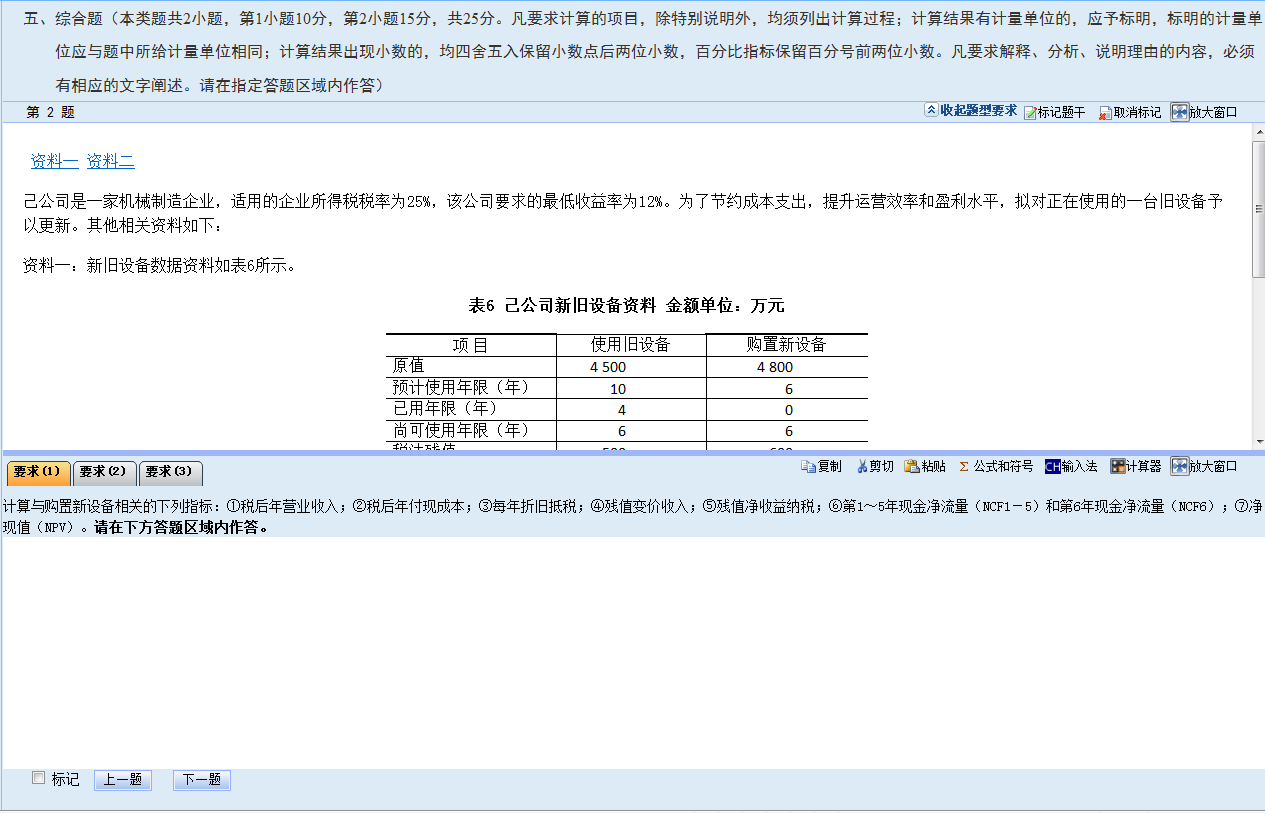 五、综合题（本类题共2小题，第1小题10分，第2小题15分，共25分。凡要求计算的项目，除特别说明外，均须列出计算过程；计算结果有计量单位的，应予标明，标明的计量单
位应与题中所给计量单位相同；计算结果出现小数的，均四舍五入保留小数点后两位小数，百分比指标保留百分号前两位小数。凡要求解释、分析、说明理由的内容，必须
有相应的文字阐述。请在指定答题区域内作答）
第 2 题 收起题型要求 标记题干 取消标记 放大窗口
资料一 资料二
己公司是一家机械制造企业，适用的企业所得税税率为25%，该公司要求的最低收益率为12%。为了节约成本支出，提升运营效率和盈利水平，拟对正在使用的一台旧设备予
以更新。其他相关资料如下：
资料一：新旧设备数据资料如表6所示。
表6 己公司新旧设备资料 金额单位：万元
项 目 使用旧设备 购置新设备
原值 4 500 4 800
预计使用年限（年） 10 6
已用年限（年） 4 0
尚可使用年限（年） 6 6
要求(1) 要求(2) 要求(3) 复制 剪切 粘贴 Σ 公式和符号 CH输入法 计算器 放大窗口
计算与购置新设备相关的下列指标：①税后年营业收入；②税后年付现成本；③每年折旧抵税；④残值变价收入；⑤残值净收益纳税；⑥第1～5年现金净流量（NCF1－5）和第6年现金净流量（NCF6）；⑦净
现值（NPV）。请在下方答题区域内作答。
标记 上一题 下一题